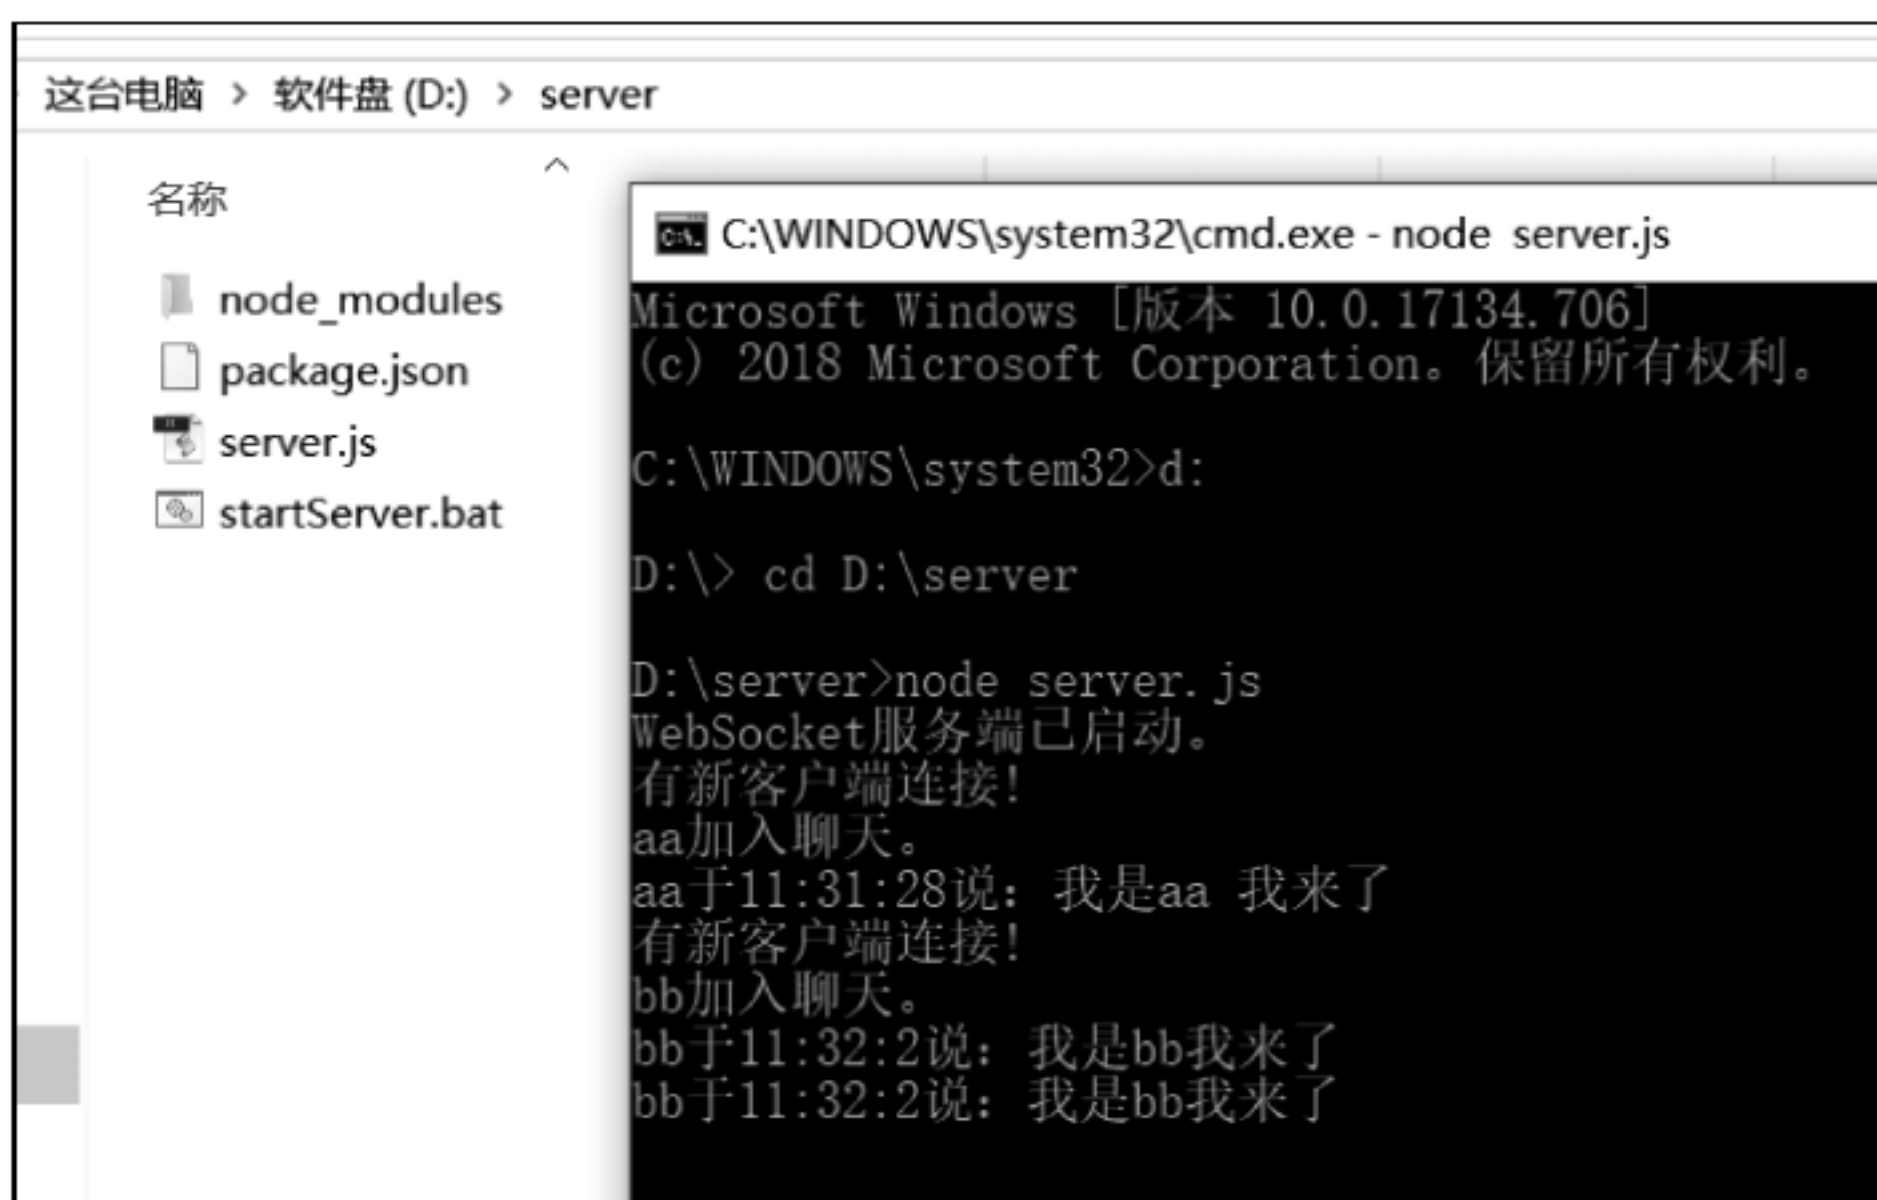 这台电脑 > 软件盘 (D:) > server
名称
node_modules
package.json
server.js
startServer.bat
C:\WINDOWS\system32\cmd.exe - node  server.js
Microsoft Windows [版本 10.0.17134.706]
(c) 2018 Microsoft Corporation。保留所有权利。
C:\WINDOWS\system32>d:
D:\> cd D:\server
D:\server>node server.js
WebSocket服务端已启动。
有新客户端连接!
aa加入聊天。
aa于11:31:28说：我是aa 我来了
有新客户端连接!
bb加入聊天。
bb于11:32:2说：我是bb我来了
bb于11:32:2说：我是bb我来了